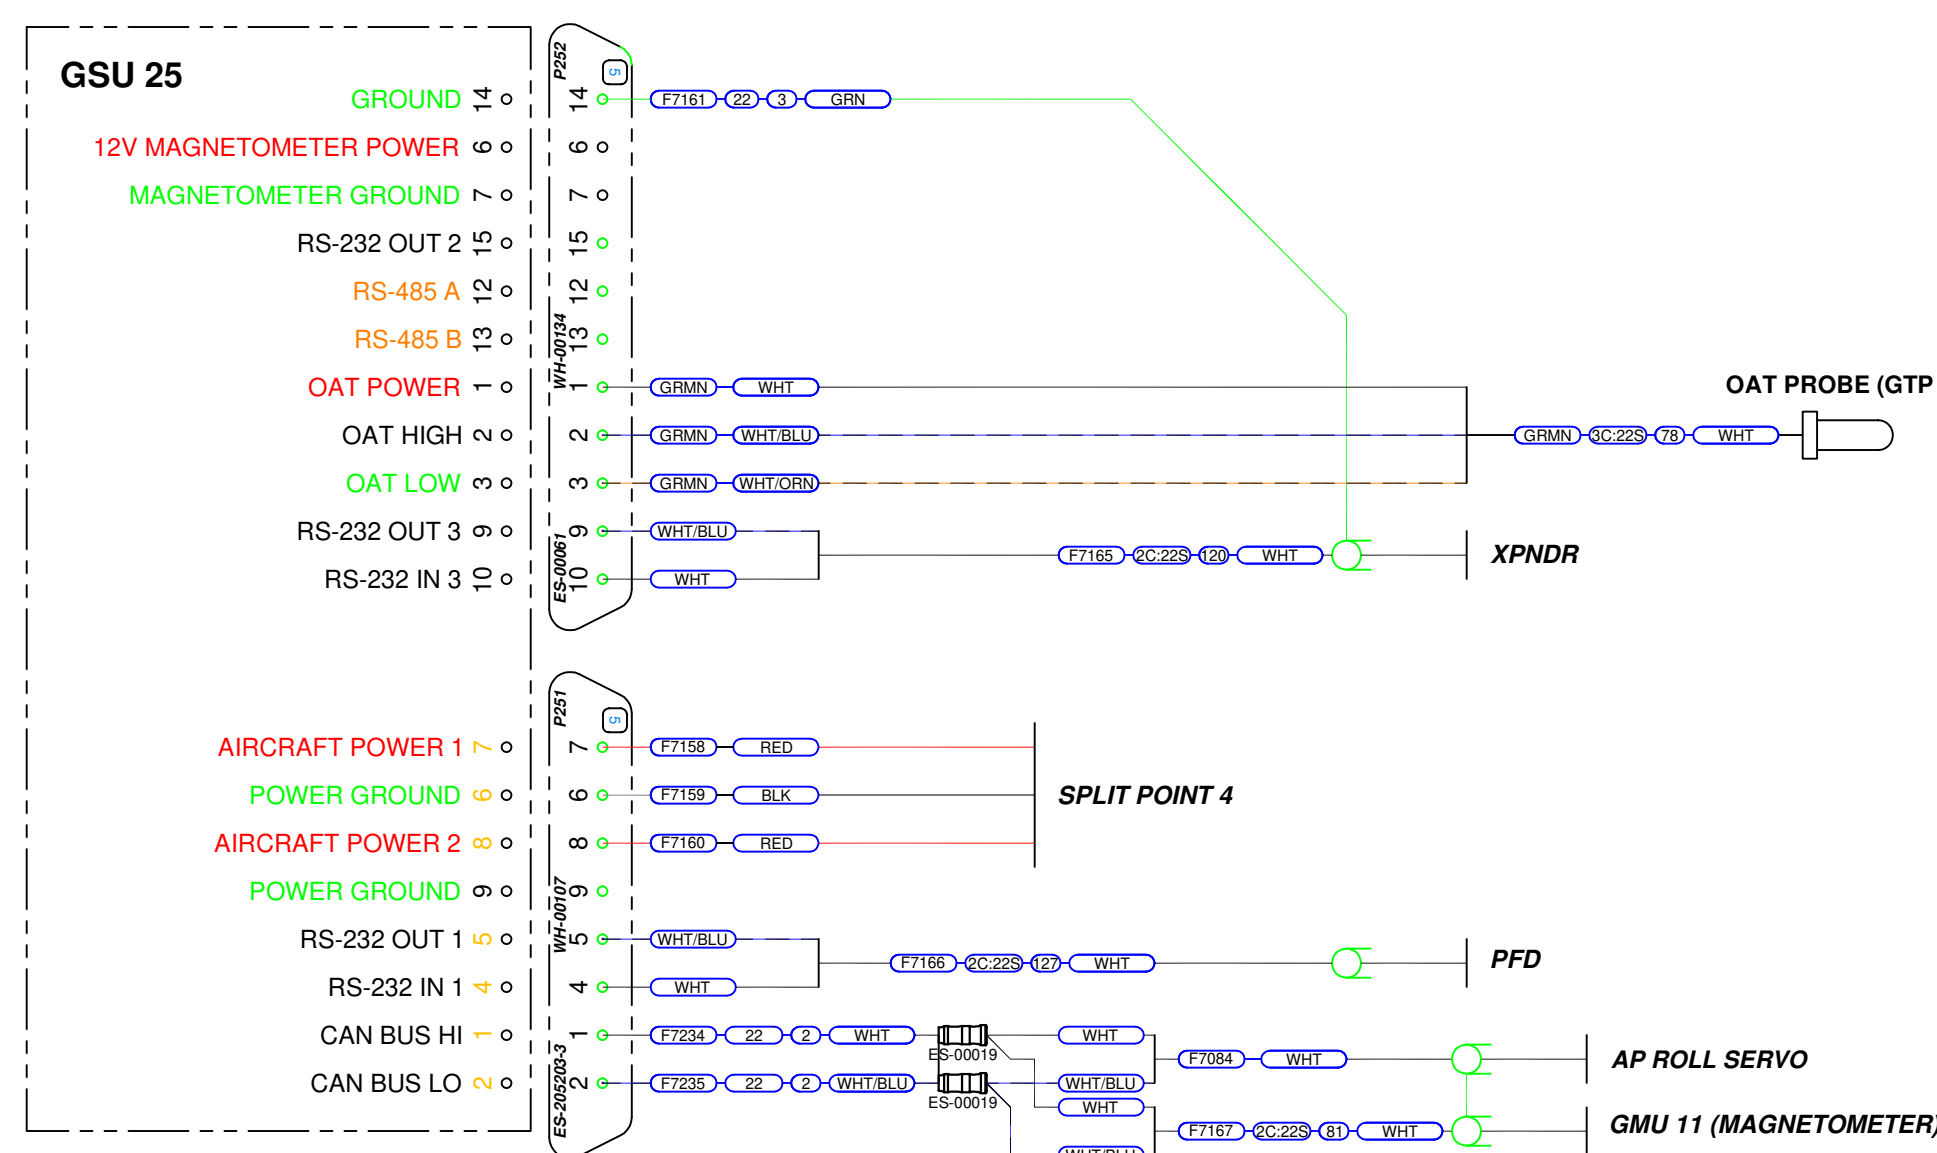 GSU 25
P252
5
GROUND 14 14 F7161 22 3 GRN
12V MAGNETOMETER POWER 6 6
MAGNETOMETER GROUND 7 7
RS-232 OUT 2 15 15
RS-485 A 12 12
RS-485 B 13 13
WH-00134
OAT POWER 1 1 GRMN WHT
OAT PROBE (GTP
OAT HIGH 2 2 GRMN WHT/BLU GRMN 3C:22S 78 WHT
OAT LOW 3 3 GRMN WHT/ORN
RS-232 OUT 3 9 9 WHT/BLU
F7165 2C:22S 120 WHT XPNDR
ES-00061
RS-232 IN 3 10 10 WHT
P251
5
AIRCRAFT POWER 1 7 7 F7158 RED
POWER GROUND 6 6 F7159 BLK SPLIT POINT 4
AIRCRAFT POWER 2 8 8 F7160 RED
POWER GROUND 9 9
WH-00107
RS-232 OUT 1 5 5 WHT/BLU
F7166 2C:22S 127 WHT PFD
RS-232 IN 1 4 4 WHT
CAN BUS HI 1 1 F7234 22 2 WHT WHT
ES-00019
F7084 WHT AP ROLL SERVO
CAN BUS LO 2 2 F7235 22 2 WHT/BLU WHT/BLU
ES-00019
ES-205203-3
WHT
F7167 2C:22S 81 WHT GMU 11 (MAGNETOMETER)
WHT/BLU